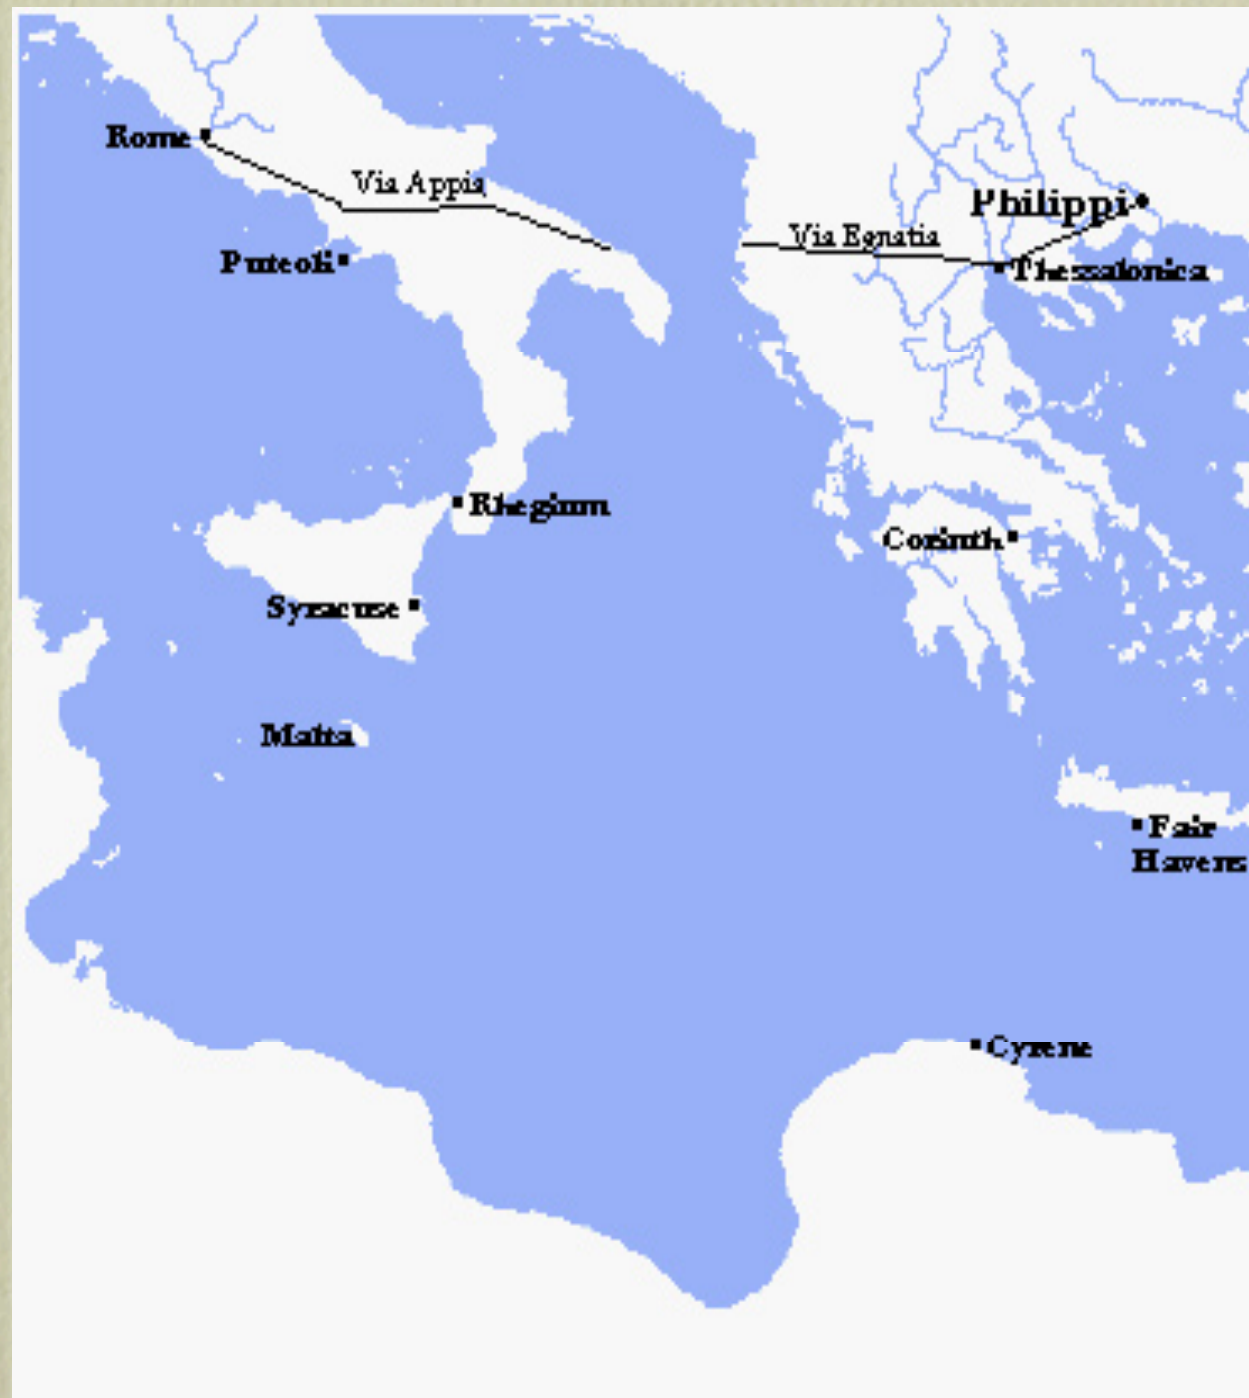 Rome
Via Appia
Philippi
Via Egnatia
Puteoli
Thessalonica
Rhegium
Corinth
Syracuse
Malta
Fair
Havens
Cyrene